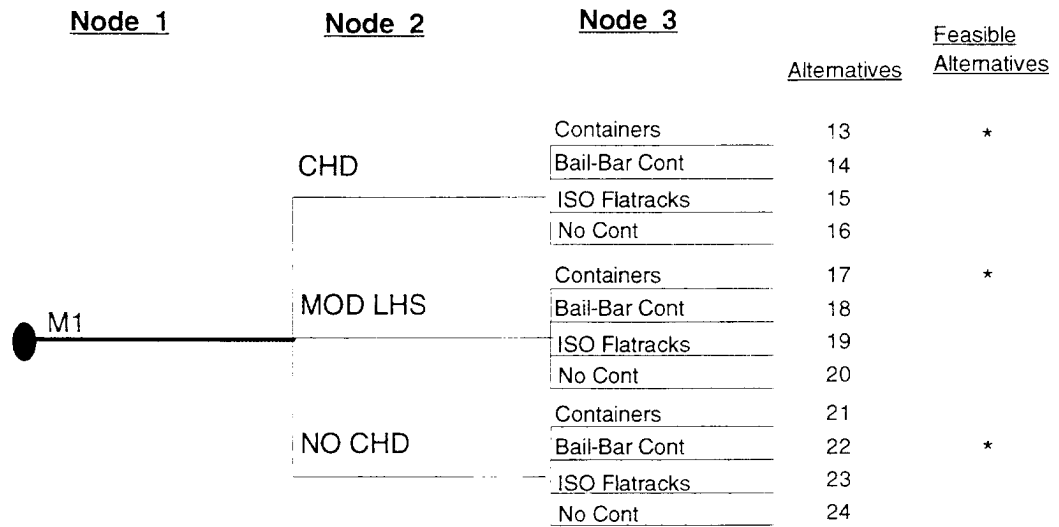 Node 1 Node 2 Node 3
Feasible
Alternatives Alternatives
Containers 13 *
CHD
Bail-Bar Cont 14
ISO Flatracks 15
No Cont 16
Containers 17 *
MOD LHS
Bail-Bar Cont 18
M1
ISO Flatracks 19
No Cont 20
Containers 21
NO CHD
Bail-Bar Cont 22 *
ISO Flatracks 23
No Cont 24